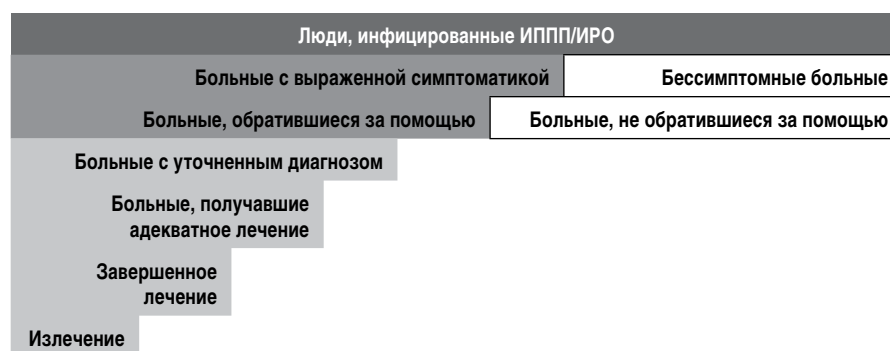 Люди, инфицированные ИППП/ИРО
Больные с выраженной симптоматикой
Бессимптомные больные
Больные, обратившиеся за помощью
Больные, не обратившиеся за помощью
Больные с уточненным диагнозом
Больные, получавшие
адекватное лечение
Завершенное
лечение
Излечение